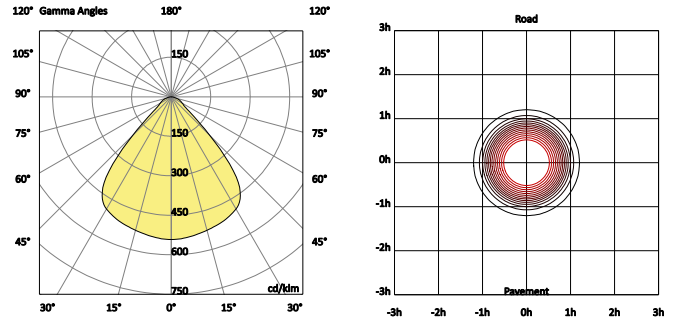 120° Gamma Angles 180° 120°
105° 150 105°
90° 90°
75° 150 75°
60° 300 60°
45° 450 45°
600
750 cd/klm
30° 15° 0° 15° 30°
Road
3h
2h
1h
0h
-1h
-2h
-3h Pavement
-3h -2h -1h 0h 1h 2h 3h